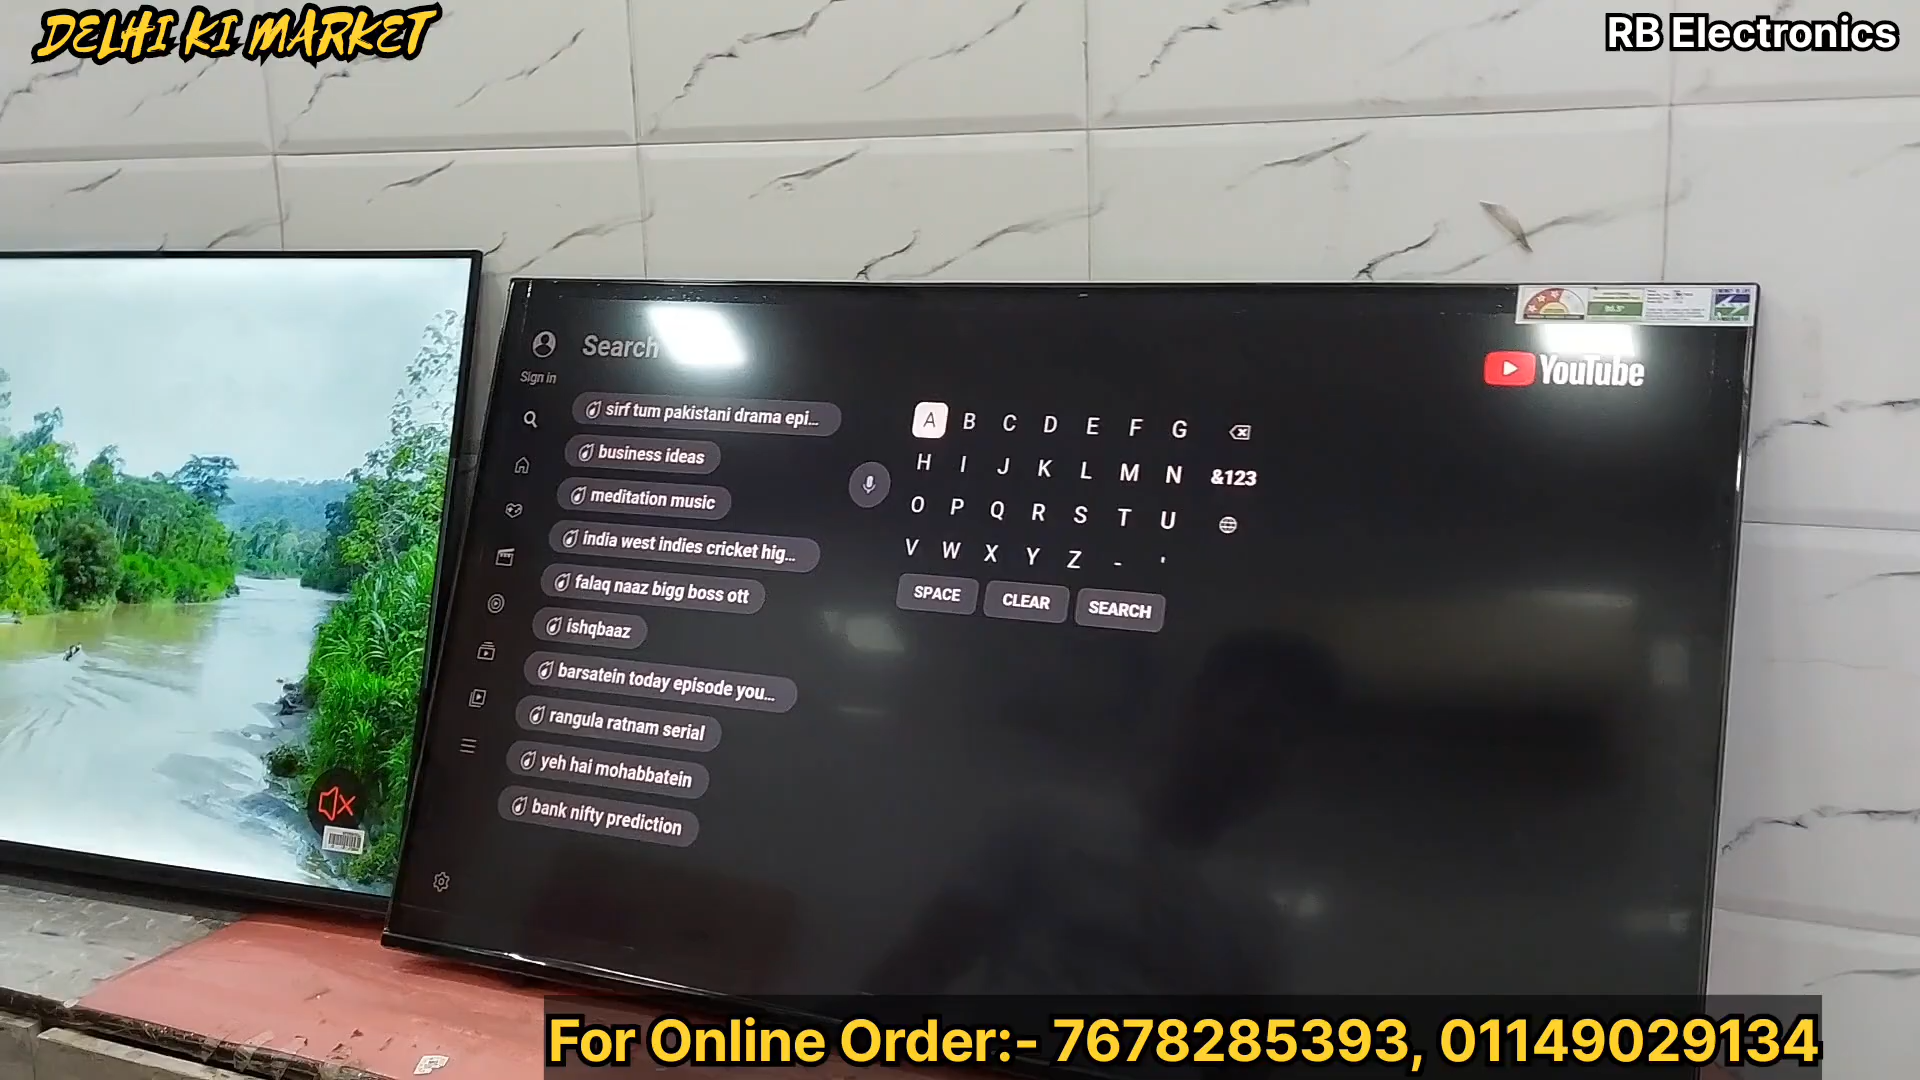 DELHI KI MARKET
RB Electronics
Search
YouTube
Sign in
sirf tum pakistani drama epi...
business ideas
meditation music
india west indies cricket hig...
falaq naaz bigg boss ott
ishqbaaz
barsatein today episode you...
rangula ratnam serial
yeh hai mohabbatein
bank nifty prediction
A B C D E F G
H I J K L M N &123
O P Q R S T U
V W X Y Z - '
SPACE CLEAR SEARCH
For Online Order:- 7678285393, 01149029134